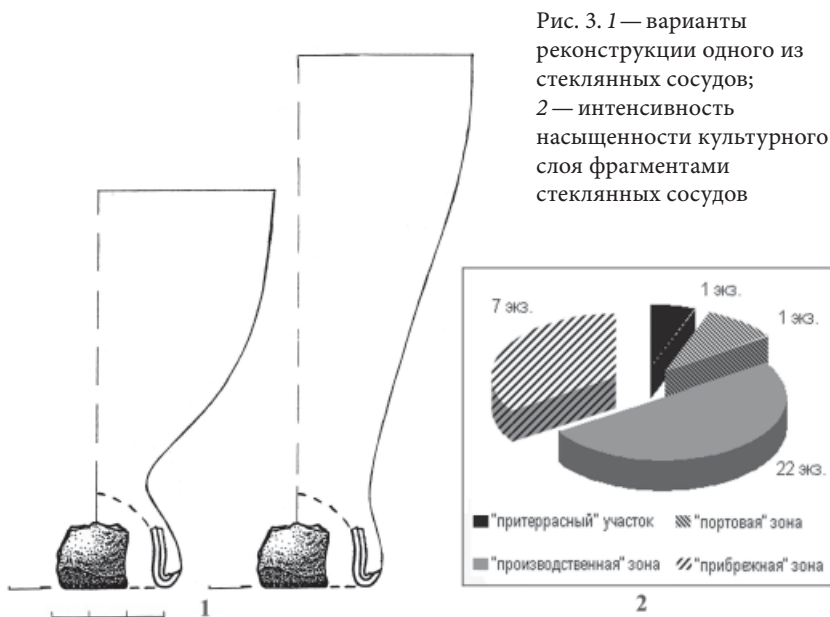 Рис. 3. 1 — варианты
реконструкции одного из
стеклянных сосудов;
2 — интенсивность
насыщенности культурного
слоя фрагментами
стеклянных сосудов
7 экз.
1 экз.
1 экз.
22 экз.
"притеррасный" участок
"портовая" зона
"производственная" зона
"прибрежная" зона
1
2